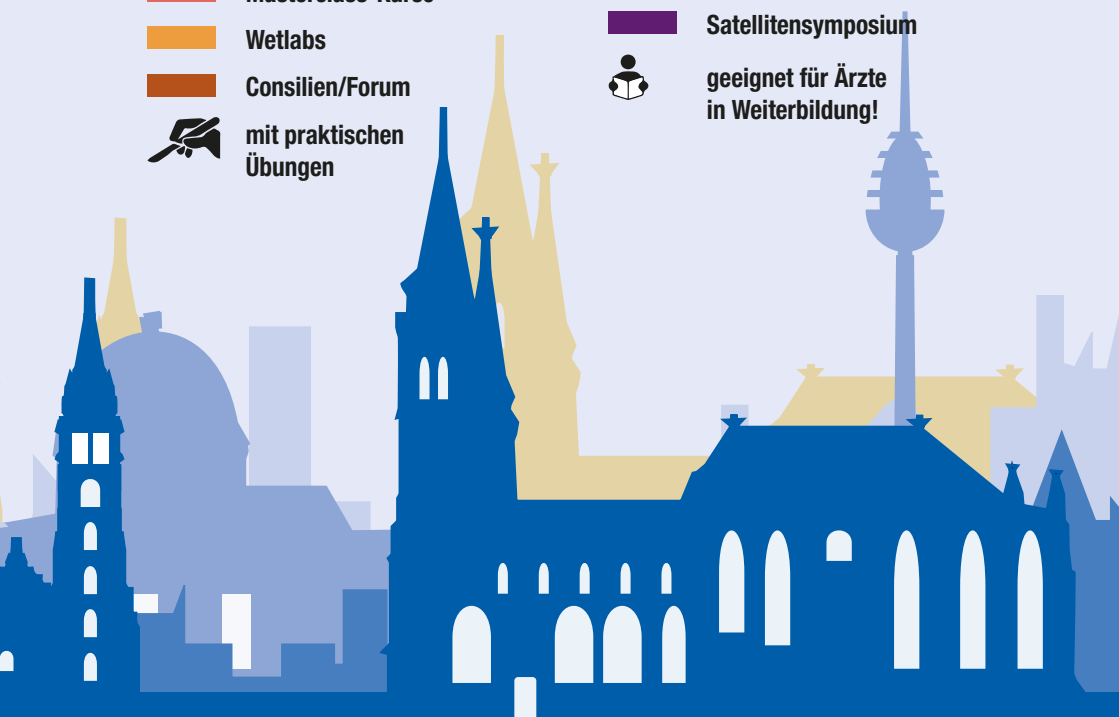 Wetlabs
Consilien/Forum
mit praktischen
Übungen
Satellitensymposium
geeignet für Ärzte
in Weiterbildung!